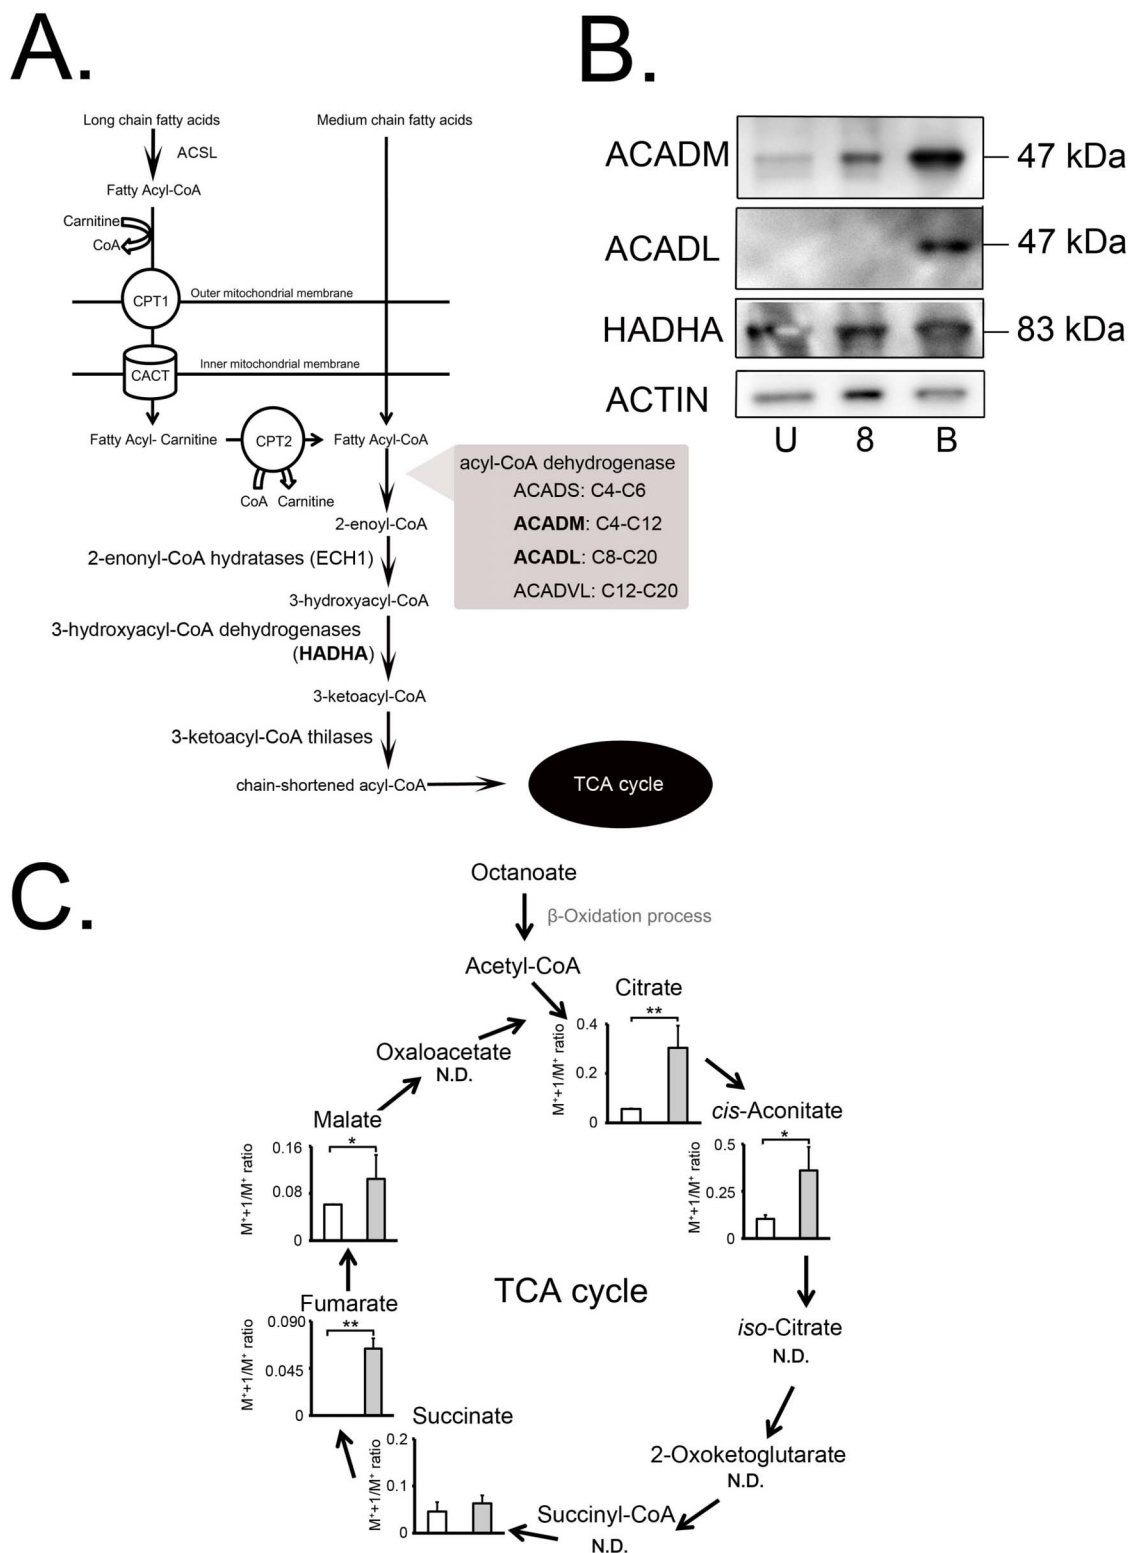 A.
Long chain fatty acids
Medium chain fatty acids
ACSL
Fatty Acyl-CoA
Carnitine
CoA
CPT1
Outer mitochondrial membrane
CACT
Inner mitochondrial membrane
Fatty Acyl- Carnitine
CPT2
Fatty Acyl-CoA
CoA
Carnitine
acyl-CoA dehydrogenase
ACADS: C4-C6
ACADM: C4-C12
ACADL: C8-C20
ACADVL: C12-C20
2-enoyl-CoA
2-enonyl-CoA hydratases (ECH1)
3-hydroxyacyl-CoA
3-hydroxyacyl-CoA dehydrogenases
(HADHA)
3-ketoacyl-CoA
3-ketoacyl-CoA thilases
chain-shortened acyl-CoA
TCA cycle
B.
ACADM
47 kDa
ACADL
47 kDa
HADHA
83 kDa
ACTIN
U 8 B
C.
Octanoate
β-Oxidation process
Acetyl-CoA
Citrate
M⁺+1/M⁺ ratio
0.4
0.2
0
**
cis-Aconitate
M⁺+1/M⁺ ratio
0.5
0.25
0
*
iso-Citrate
N.D.
2-Oxoketoglutarate
N.D.
Succinyl-CoA
N.D.
Succinate
M⁺+1/M⁺ ratio
0.2
0.1
0
Fumarate
M⁺+1/M⁺ ratio
0.090
0.045
0
**
Malate
M⁺+1/M⁺ ratio
0.16
0.08
0
*
Oxaloacetate
N.D.
TCA cycle